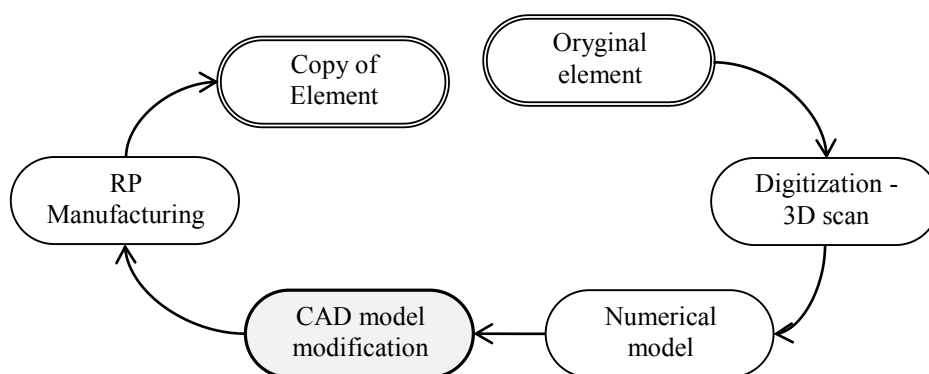 Copy of
Element
Oryginal
element
RP
Manufacturing
Digitization -
3D scan
CAD model
modification
Numerical
model